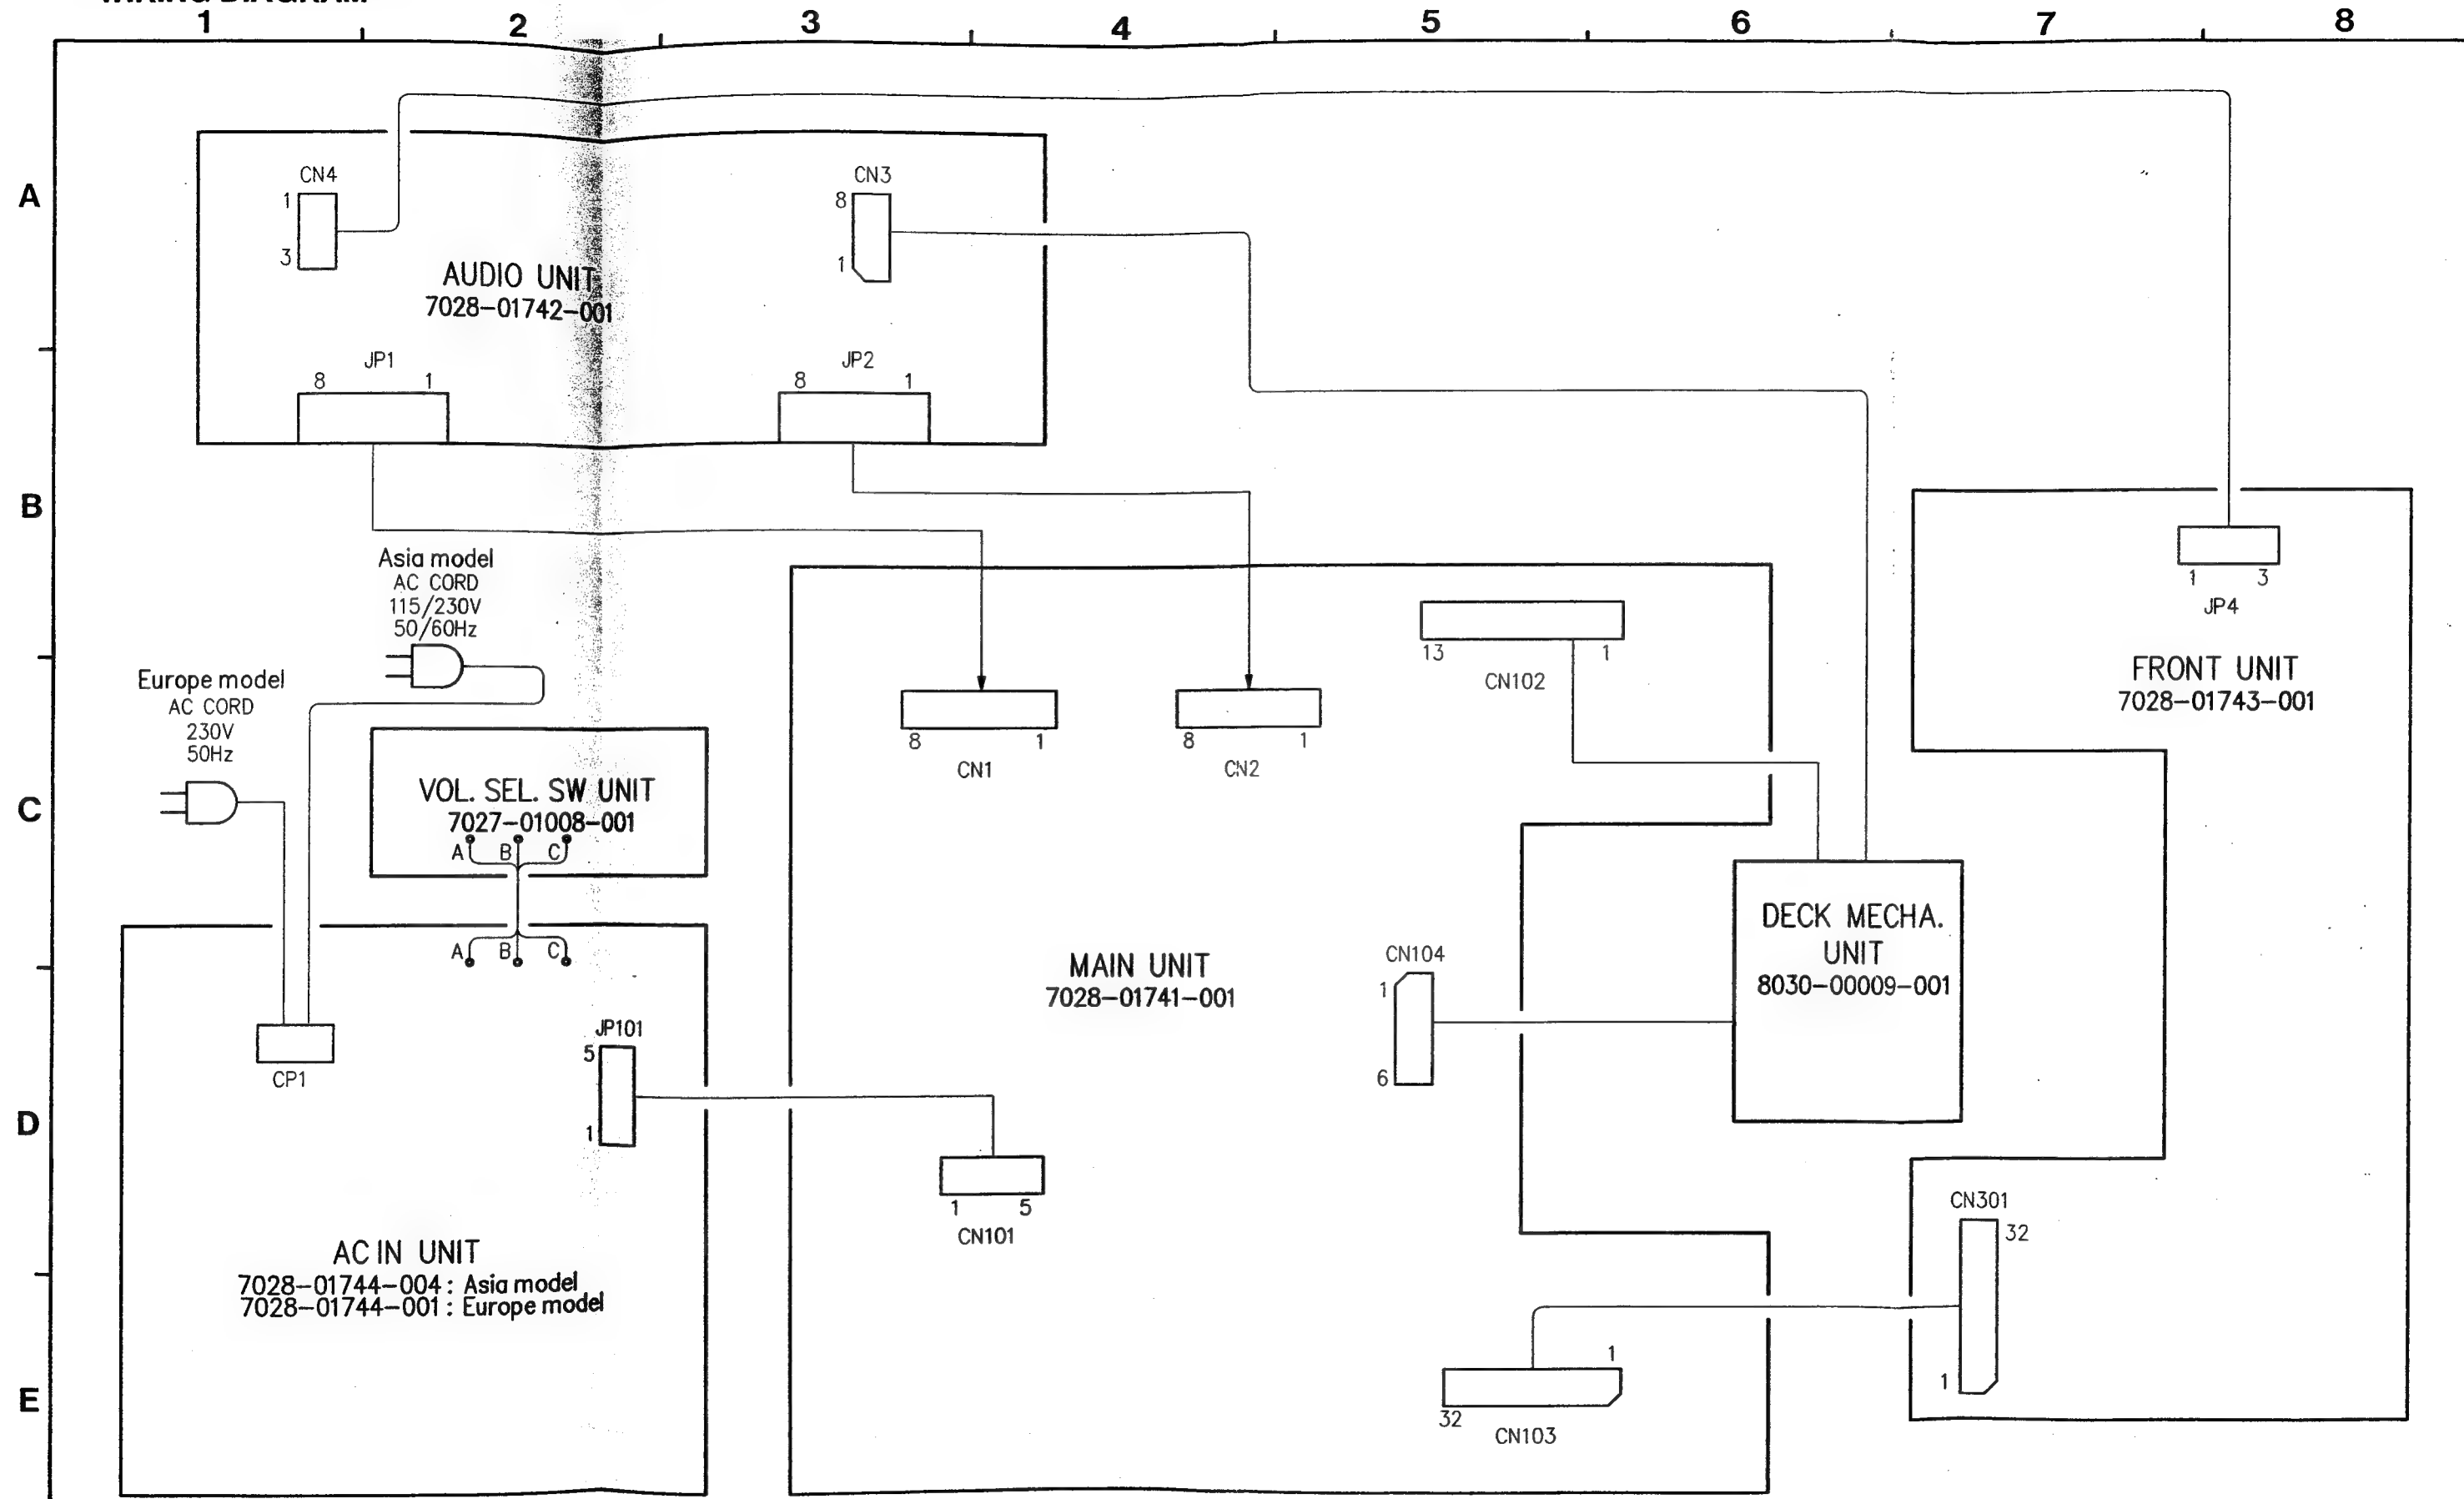 WIRING DIAGRAM
1 2 3 4 5 6 7 8
A
B
C
D
E
CN4
1
3
CN3
8
1
AUDIO UNIT
7028-01742-001
JP1
8 1
JP2
8 1
Asia model
AC CORD
115/230V
50/60Hz
Europe model
AC CORD
230V
50Hz
VOL. SEL. SW UNIT
7027-01008-001
A B C
A B C
CP1
JP101
5
1
AC IN UNIT
7028-01744-004 : Asia model
7028-01744-001 : Europe model
8 1
CN1
8 1
CN2
13 1
CN102
MAIN UNIT
7028-01741-001
CN104
1
6
1 5
CN101
1
32
CN103
DECK MECHA.
UNIT
8030-00009-001
1 3
JP4
FRONT UNIT
7028-01743-001
CN301
32
1